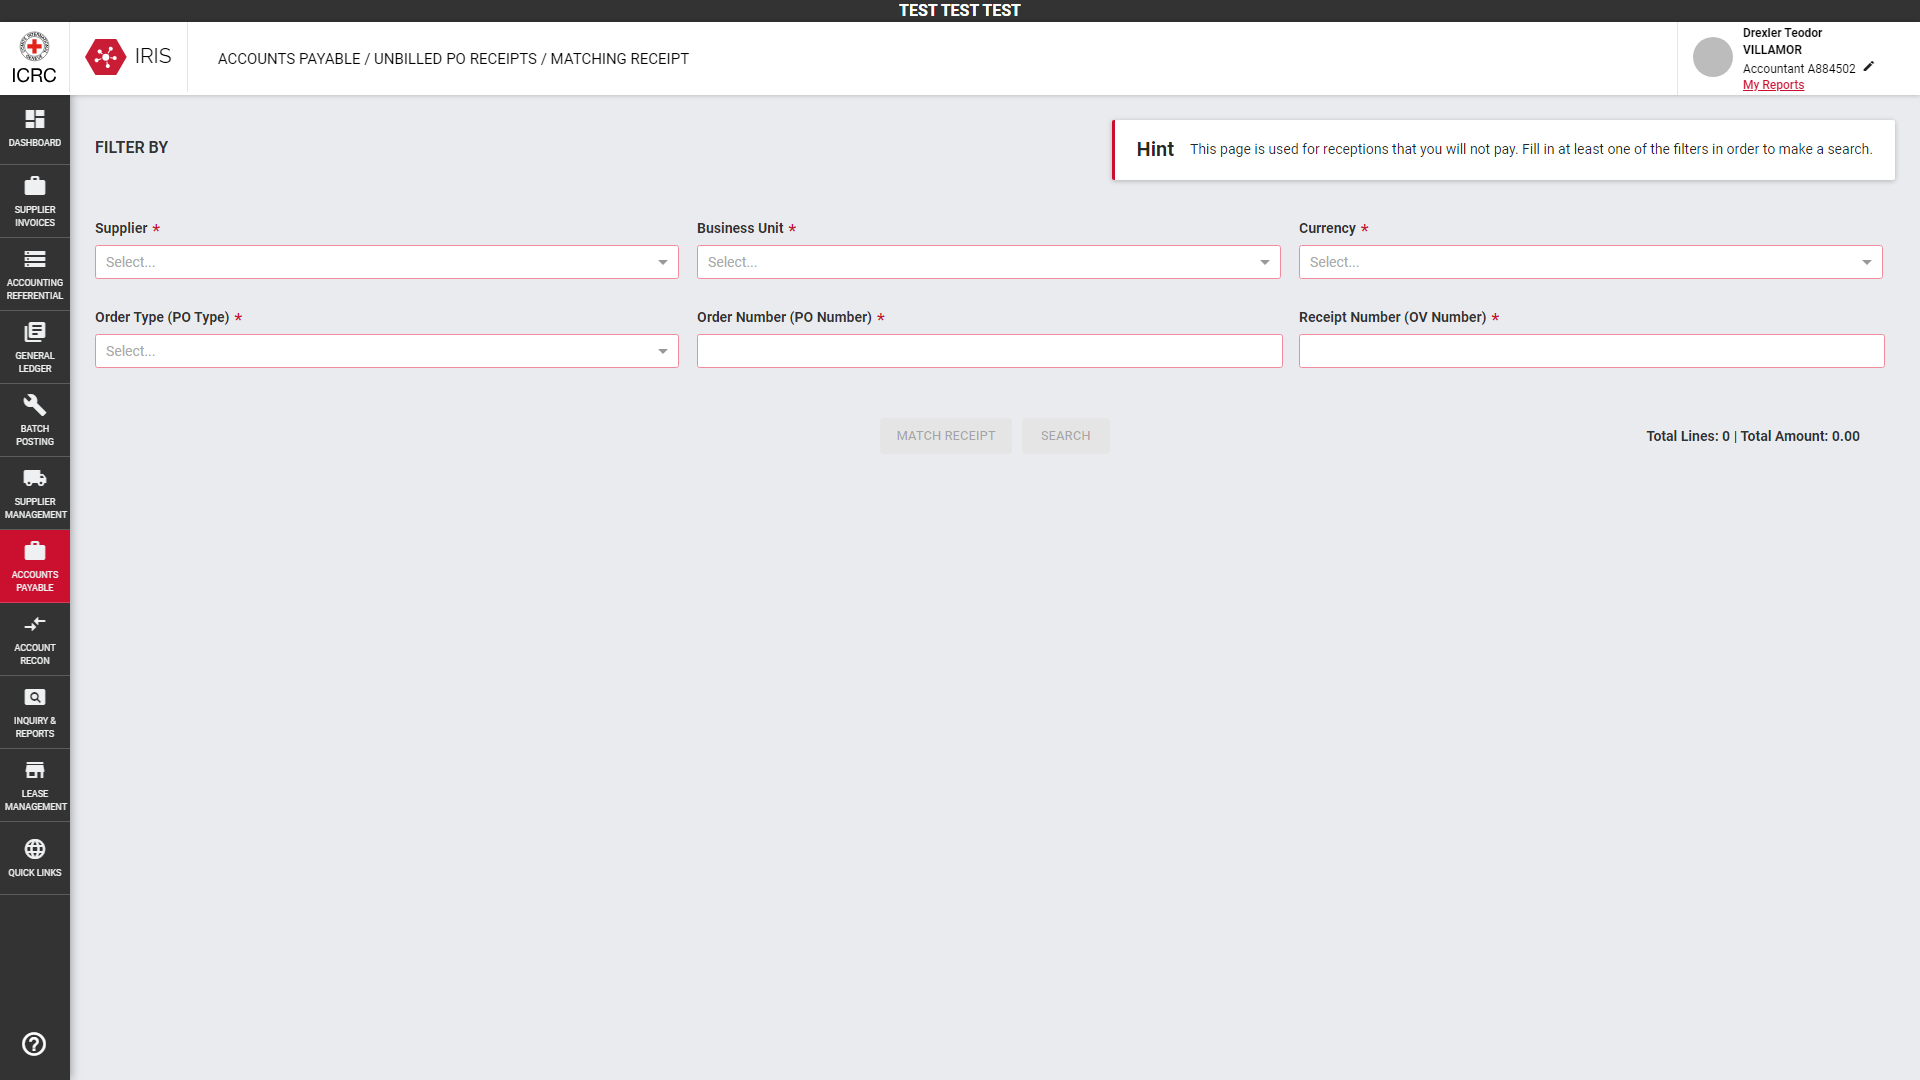 TEST TEST TEST
ICRC
IRIS
ACCOUNTS PAYABLE / UNBILLED PO RECEIPTS / MATCHING RECEIPT
Drexler Teodor
VILLAMOR
Accountant A884502
My Reports
DASHBOARD
SUPPLIER
INVOICES
ACCOUNTING
REFERENTIAL
GENERAL
LEDGER
BATCH
POSTING
SUPPLIER
MANAGEMENT
ACCOUNTS
PAYABLE
ACCOUNT
RECON
INQUIRY &
REPORTS
LEASE
MANAGEMENT
QUICK LINKS
FILTER BY
Hint This page is used for receptions that you will not pay. Fill in at least one of the filters in order to make a search.
Supplier *
Select...
Business Unit *
Select...
Currency *
Select...
Order Type (PO Type) *
Select...
Order Number (PO Number) *
Receipt Number (OV Number) *
MATCH RECEIPT
SEARCH
Total Lines: 0 | Total Amount: 0.00